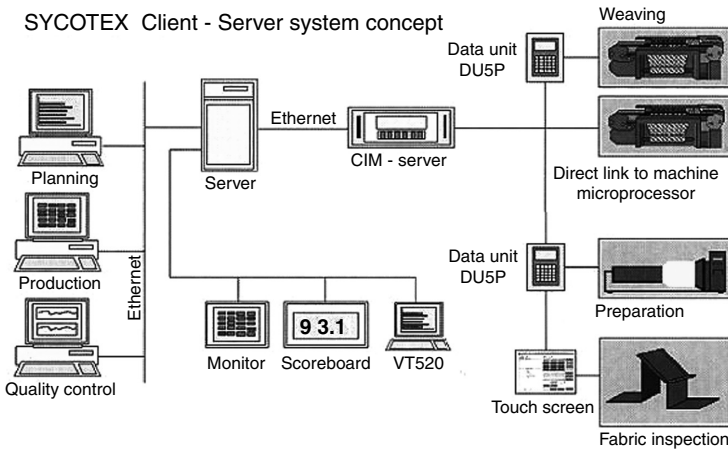 SYCOTEX Client - Server system concept
Weaving
Data unit
DU5P
Ethernet
Planning
Server
CIM - server
Direct link to machine
microprocessor
Data unit
DU5P
Production
Ethernet
9 3.1
Preparation
Monitor
Scoreboard
VT520
Quality control
Touch screen
Fabric inspection